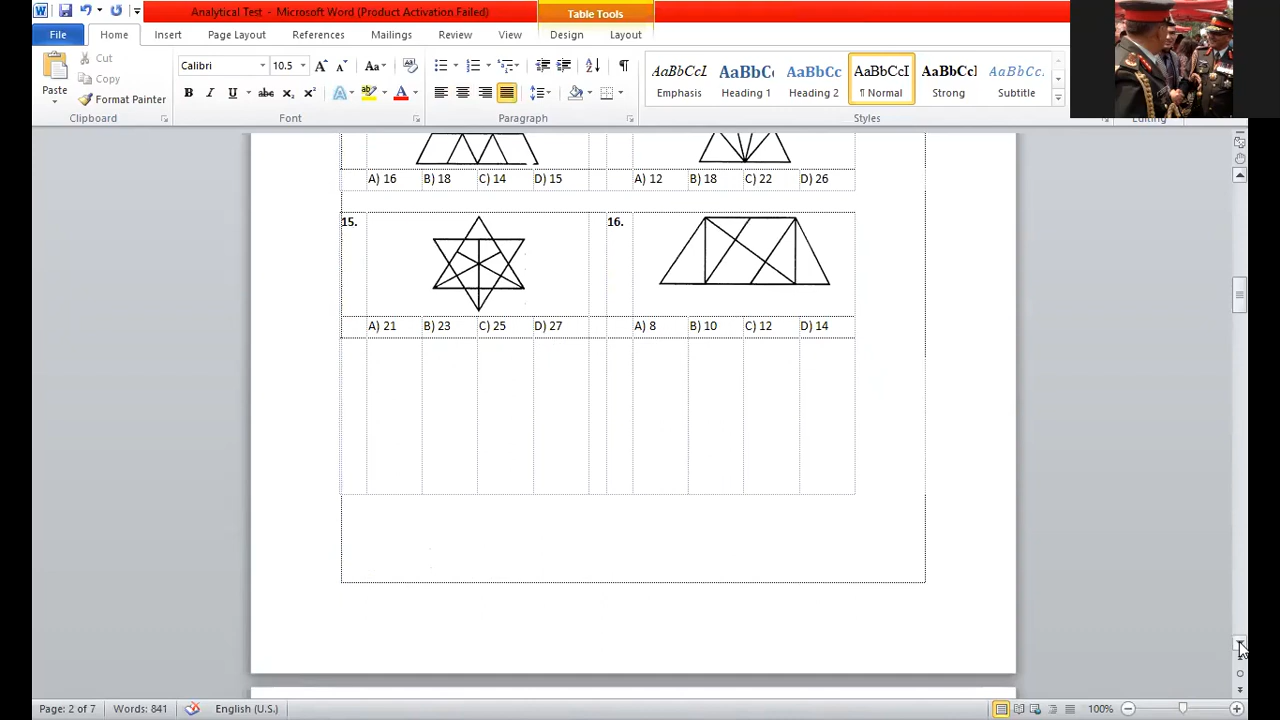 Analytical Test - Microsoft Word (Product Activation Failed)
Table Tools
File Home Insert Page Layout References Mailings Review View Design Layout
Paste
Cut
Copy
Format Painter
Clipboard
Calibri 10.5
Font
Paragraph
AaBbCcI AaBbCc AaBbCc AaBbCcI AaBbCcI AaBbCc.
Emphasis Heading 1 Heading 2 ¶ Normal Strong Subtitle
Styles
Editing
A) 16 B) 18 C) 14 D) 15 A) 12 B) 18 C) 22 D) 26
15. 16.
A) 21 B) 23 C) 25 D) 27 A) 8 B) 10 C) 12 D) 14
Page: 2 of 7 Words: 841 English (U.S.) 100%